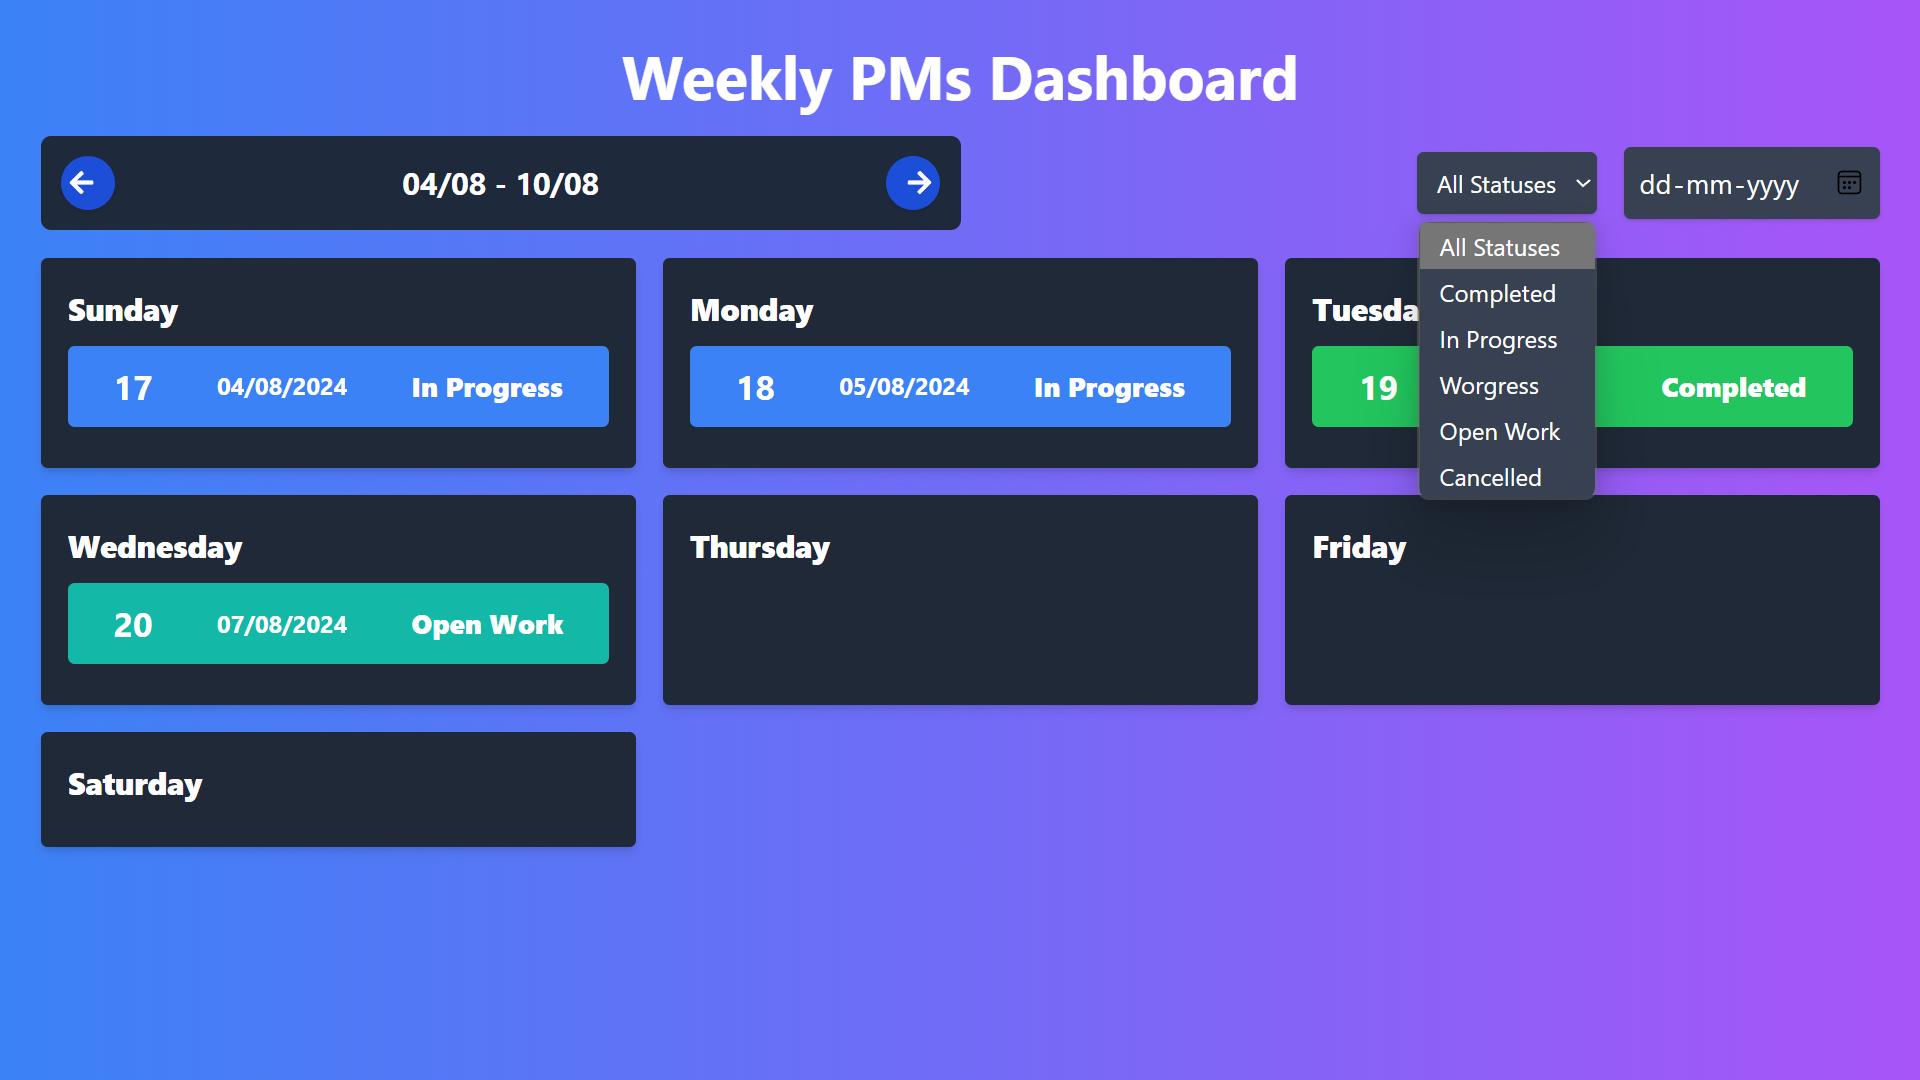 Weekly PMs Dashboard
04/08 - 10/08
All Statuses
dd-mm-yyyy
All Statuses
Completed
In Progress
Worgress
Open Work
Cancelled
Sunday
17 04/08/2024 In Progress
Monday
18 05/08/2024 In Progress
Tuesda
19 Completed
Wednesday
20 07/08/2024 Open Work
Thursday
Friday
Saturday